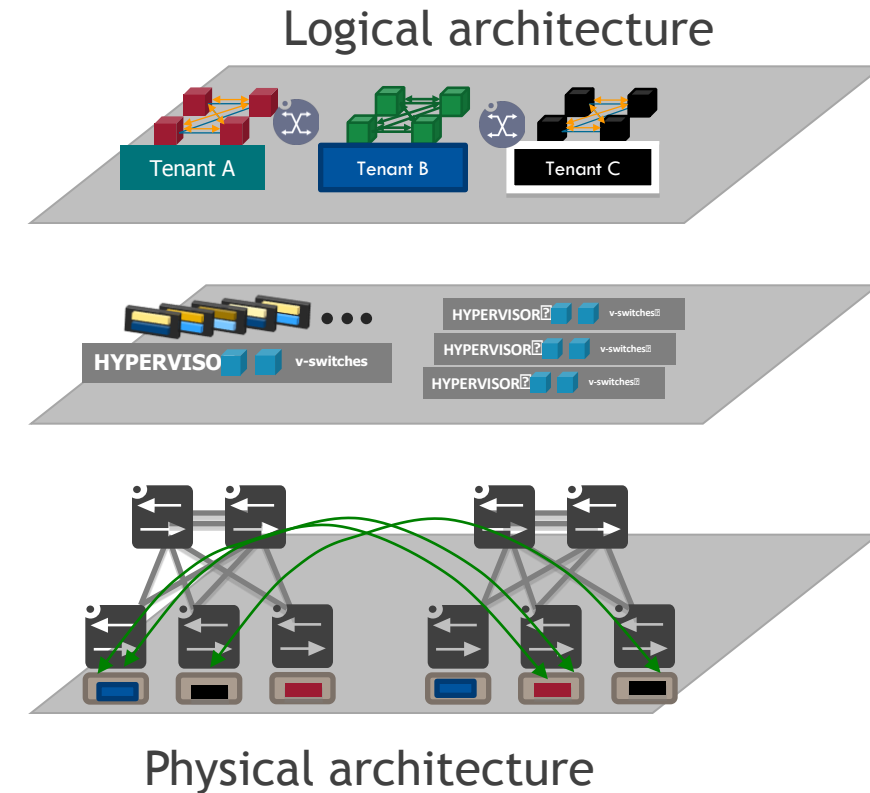 Logical architecture
Tenant A
Tenant B
Tenant C
HYPERVISO
v-switches
HYPERVISOR⍰ v-switches⍰
HYPERVISOR⍰ v-switches⍰
HYPERVISOR⍰ v-switches⍰
Physical architecture